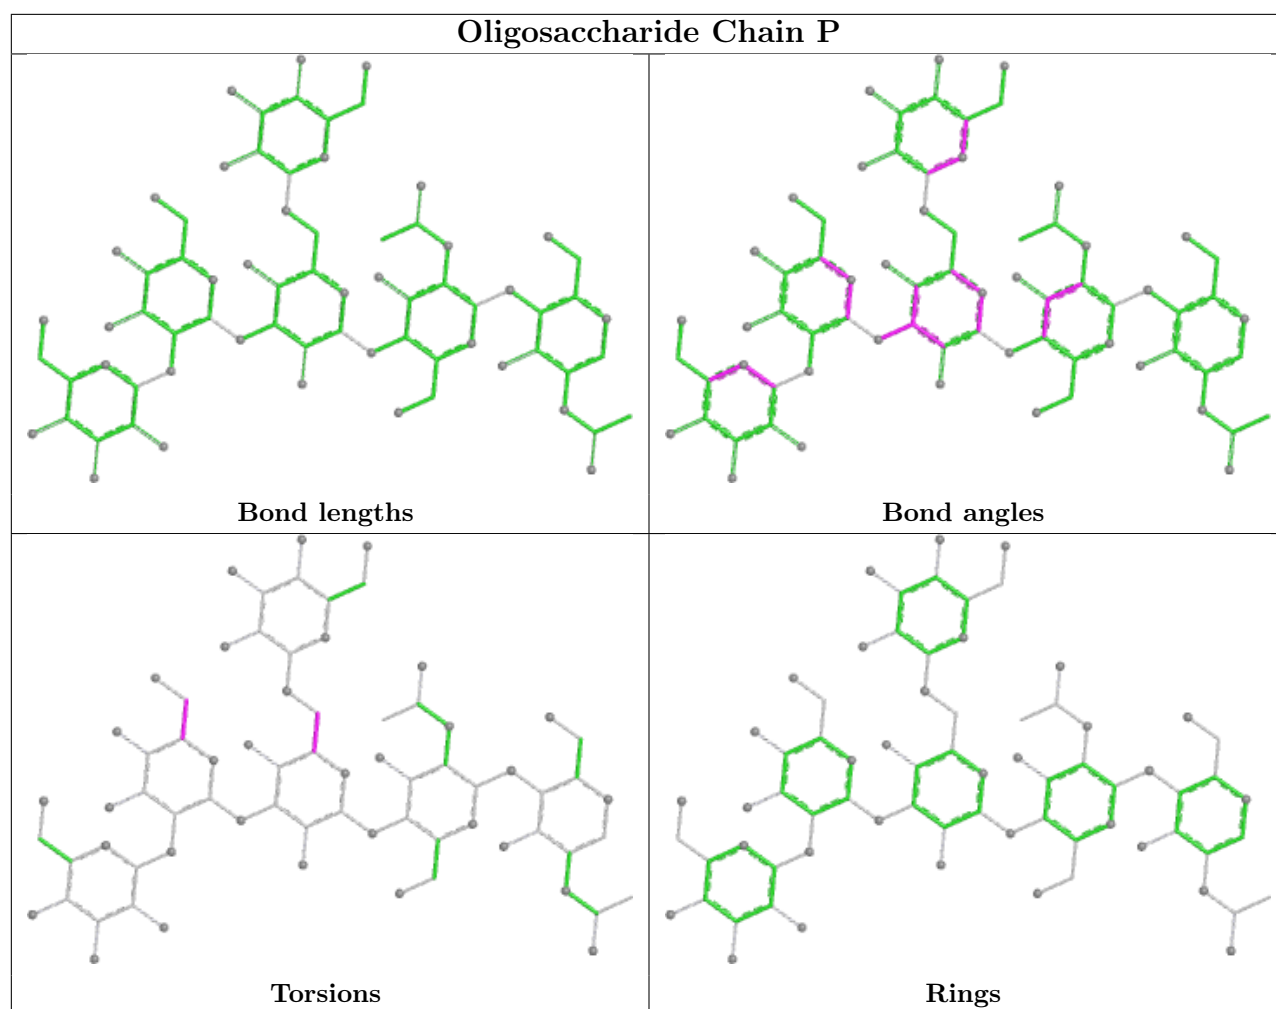 Oligosaccharide Chain P
Bond lengths
Bond angles
Torsions
Rings